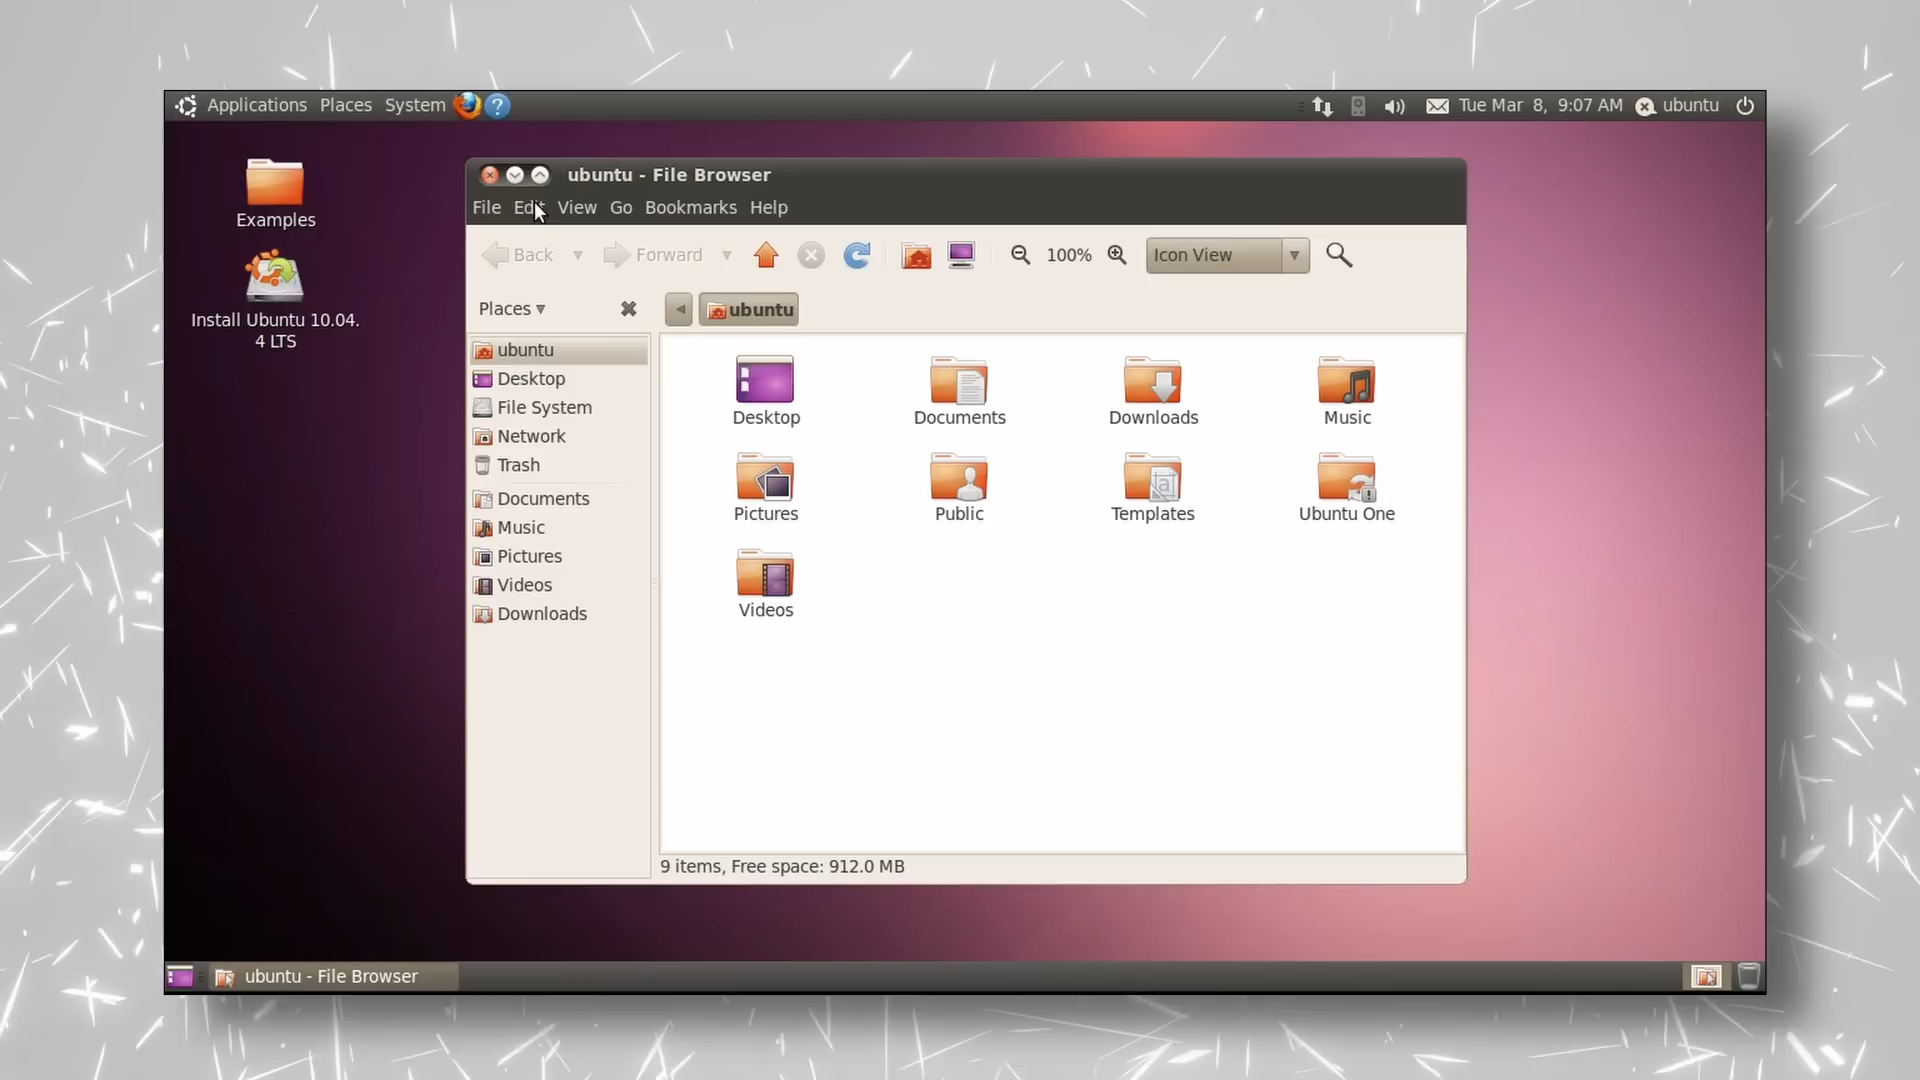 Applications Places System
Tue Mar 8, 9:07 AM ubuntu
Examples
Install Ubuntu 10.04.
4 LTS
ubuntu - File Browser
File Edit View Go Bookmarks Help
Back Forward 100% Icon View
Places
ubuntu
ubuntu
Desktop
File System
Network
Trash
Documents
Music
Pictures
Videos
Downloads
Desktop Documents Downloads Music
Pictures Public Templates Ubuntu One
Videos
9 items, Free space: 912.0 MB
ubuntu - File Browser